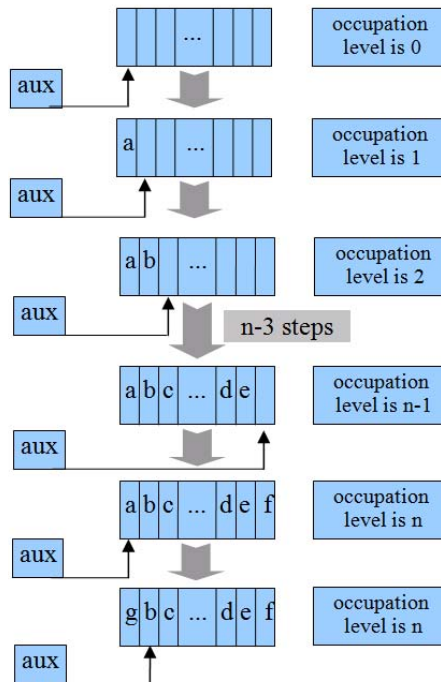 ...
occupation
level is 0
aux
a ...
occupation
level is 1
aux
a b ...
occupation
level is 2
aux
n-3 steps
a b c ... d e
occupation
level is n-1
aux
a b c ... d e f
occupation
level is n
aux
g b c ... d e f
occupation
level is n
aux